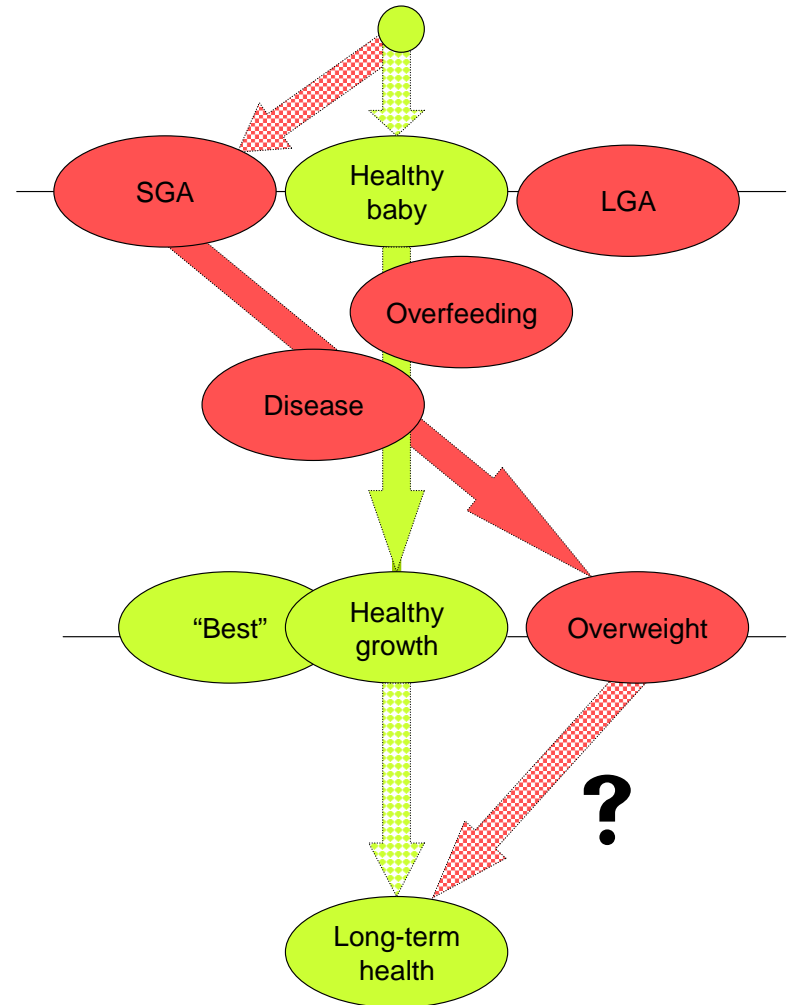 SGA
Healthy
baby
LGA
Overfeeding
Disease
“Best”
Healthy
growth
Overweight
?
Long-term
health